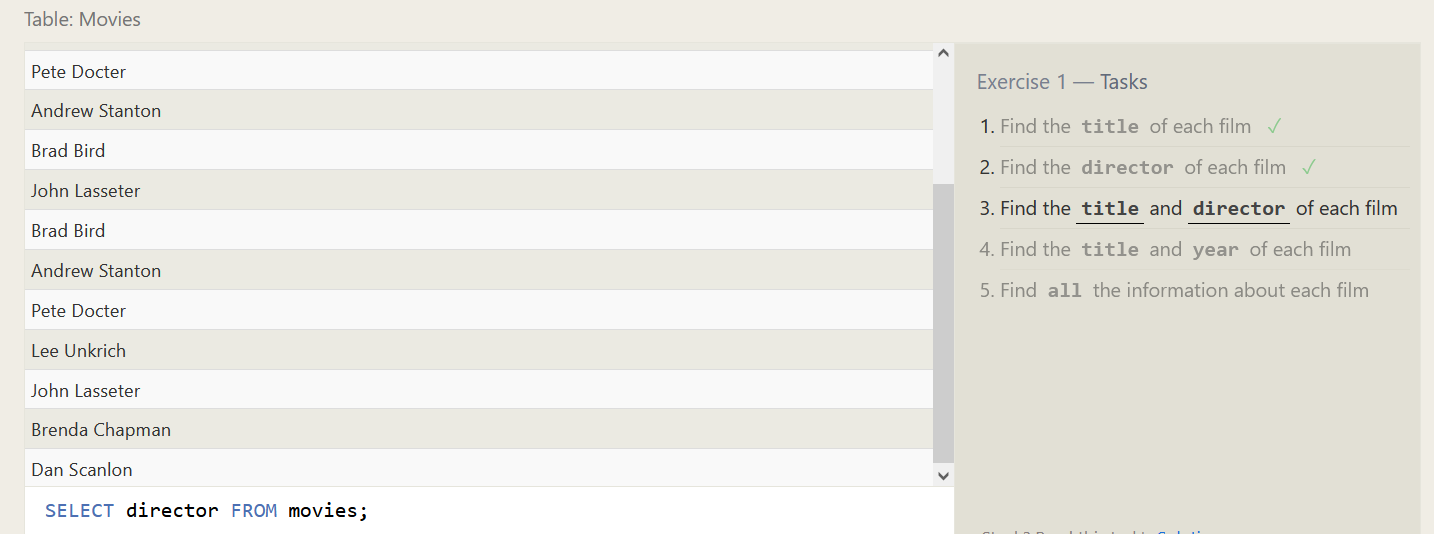 Table: Movies
Pete Docter
Andrew Stanton
Brad Bird
John Lasseter
Brad Bird
Andrew Stanton
Pete Docter
Lee Unkrich
John Lasseter
Brenda Chapman
Dan Scanlon
SELECT director FROM movies;
Exercise 1 — Tasks
1. Find the title of each film ✓
2. Find the director of each film ✓
3. Find the title and director of each film
4. Find the title and year of each film
5. Find all the information about each film